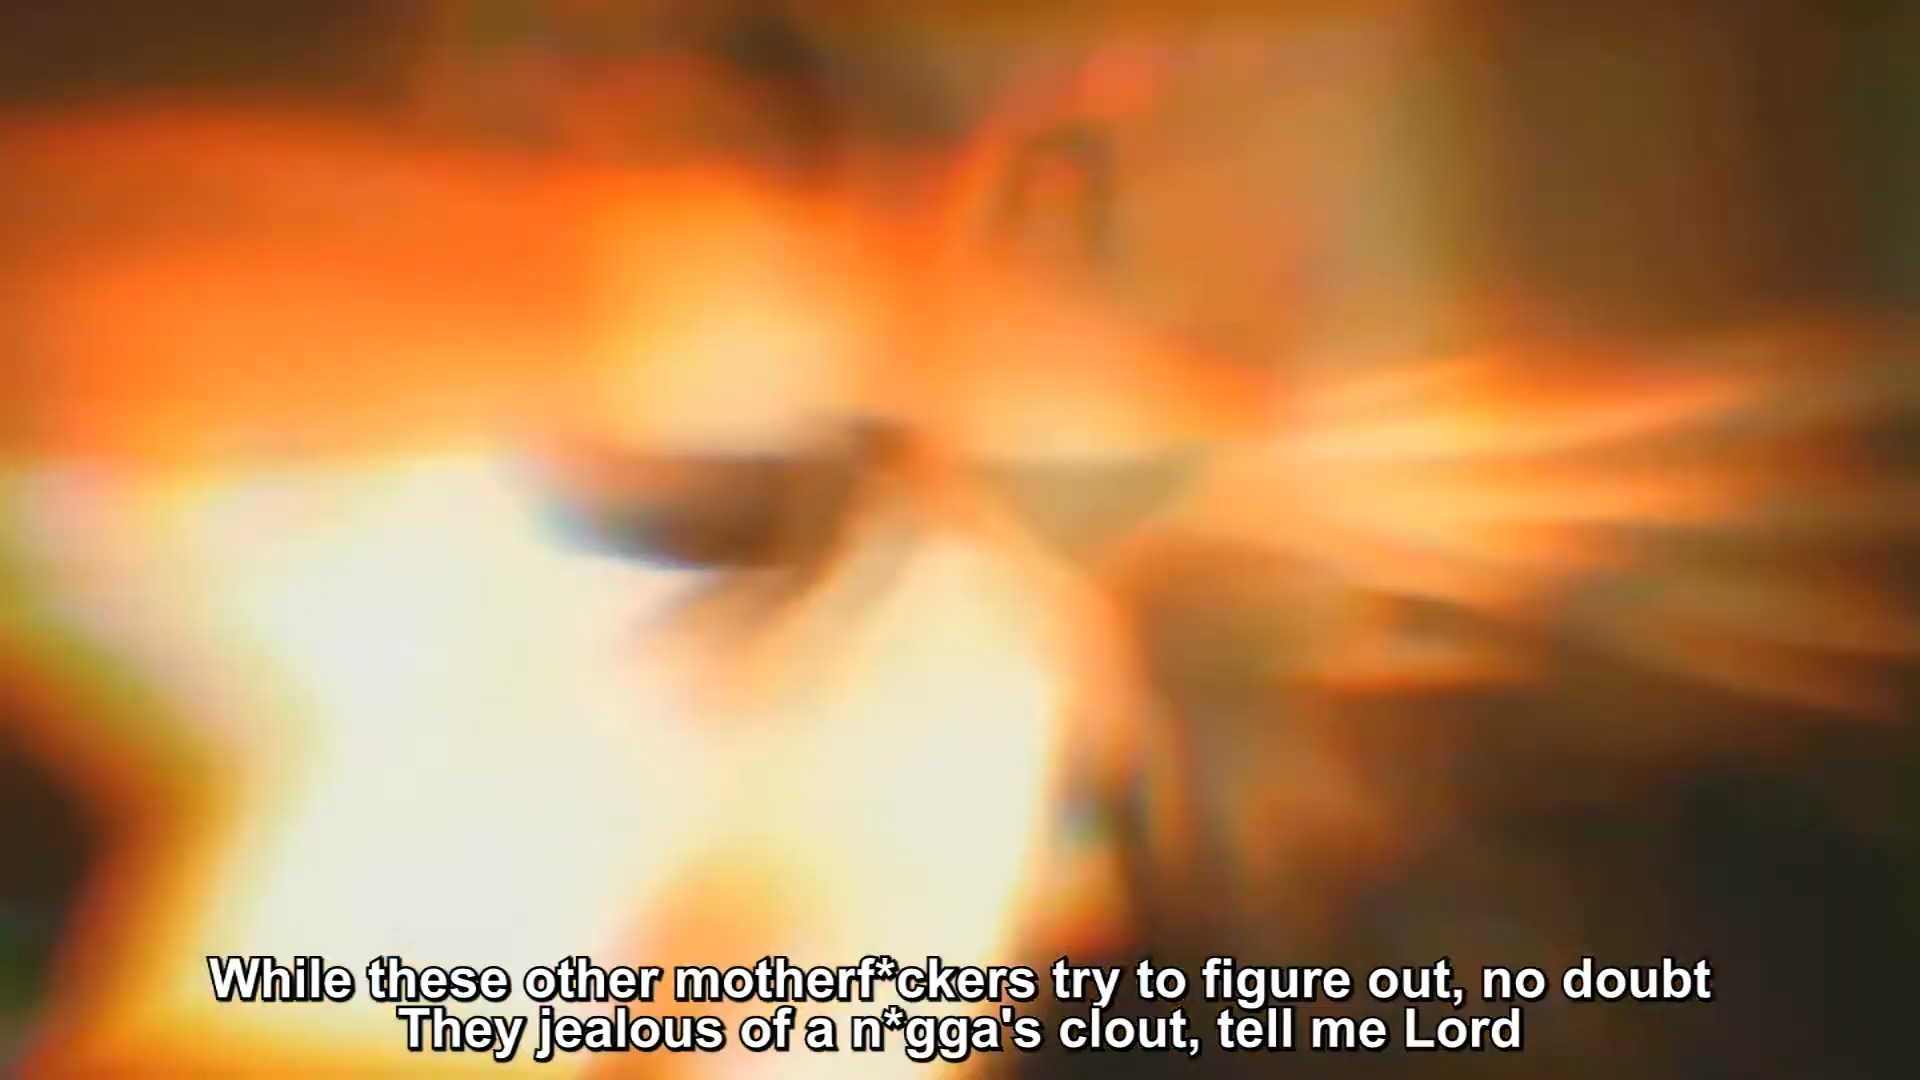 While these other motherf*ckers try to figure out, no doubt
They jealous of a n*gga's clout, tell me Lord